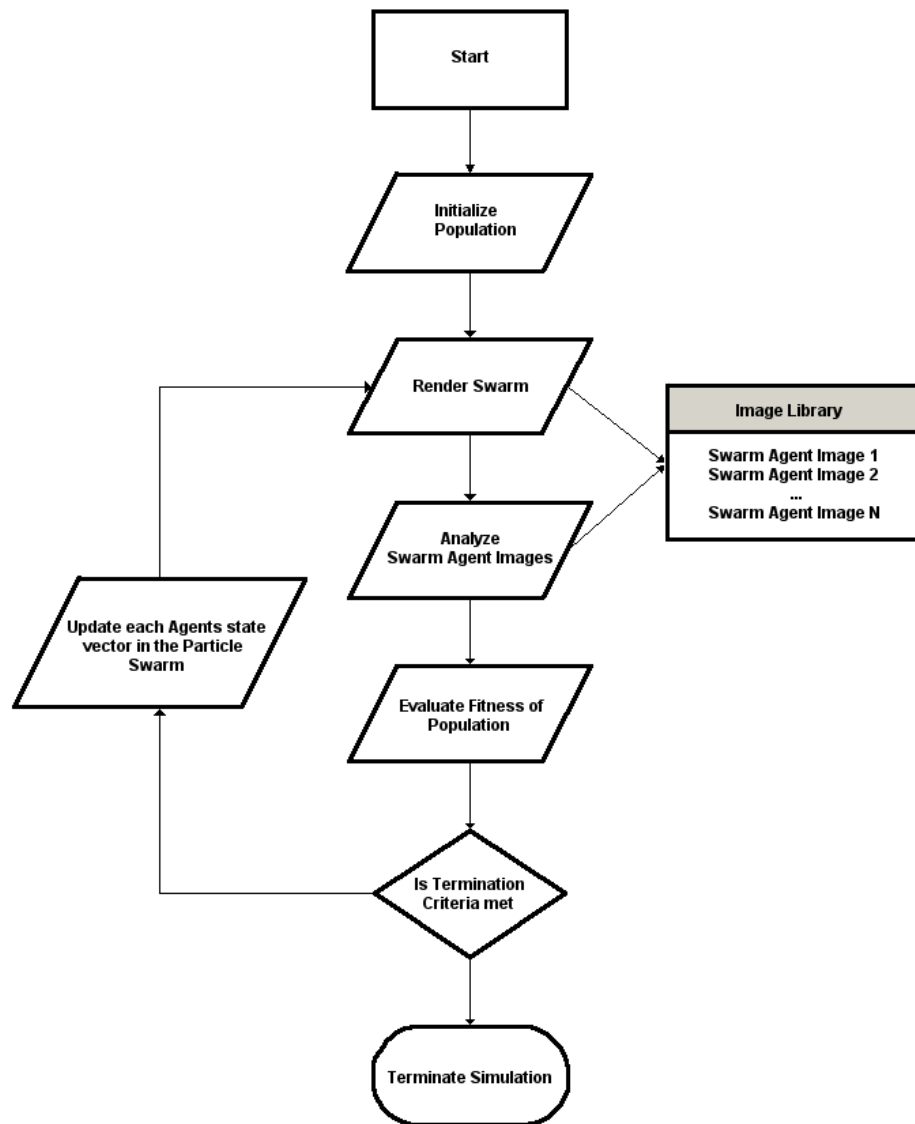 Start
Initialize
Population
Render Swarm
Image Library
Swarm Agent Image 1
Swarm Agent Image 2
...
Swarm Agent Image N
Analyze
Swarm Agent Images
Update each Agents state
vector in the Particle
Swarm
Evaluate Fitness of
Population
Is Termination
Criteria met
Terminate Simulation